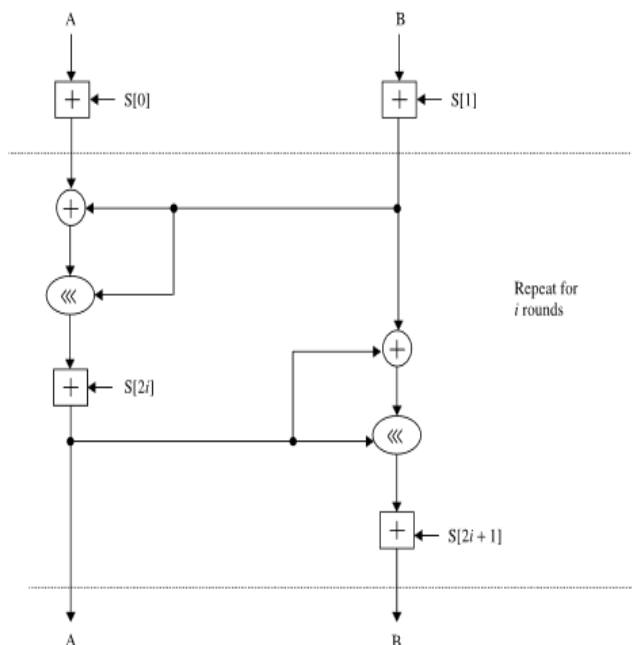 A B
+ S[0] + S[1]
+
<<<
Repeat for
i rounds
+
+ S[2i]
<<<
+ S[2i + 1]
A B